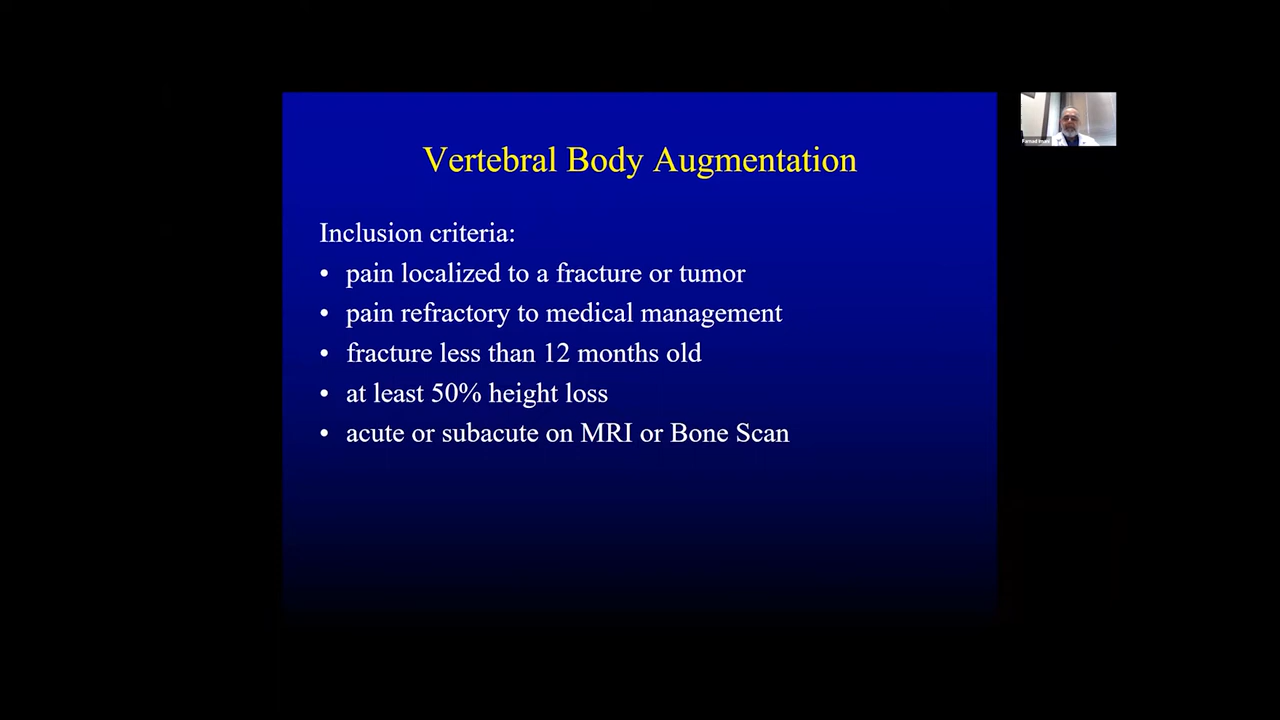 Vertebral Body Augmentation
Inclusion criteria:
• pain localized to a fracture or tumor
• pain refractory to medical management
• fracture less than 12 months old
• at least 50% height loss
• acute or subacute on MRI or Bone Scan